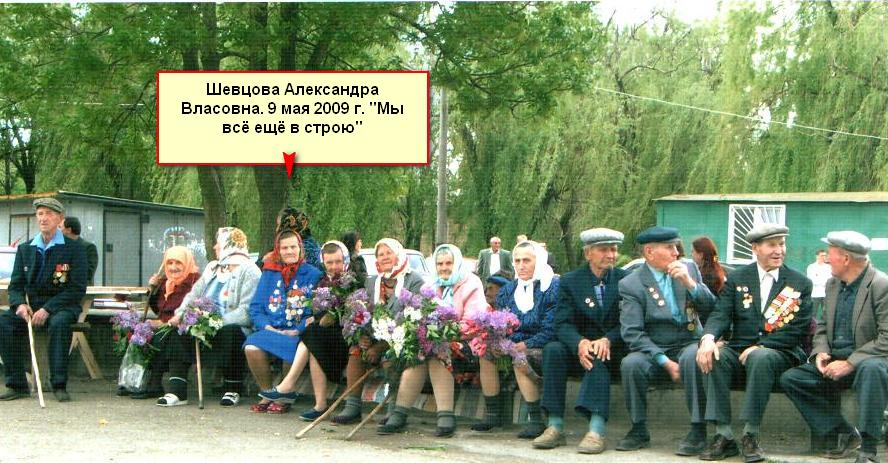 Шевцова Александра
Власовна. 9 мая 2009 г. "Мы
всё ещё в строю"